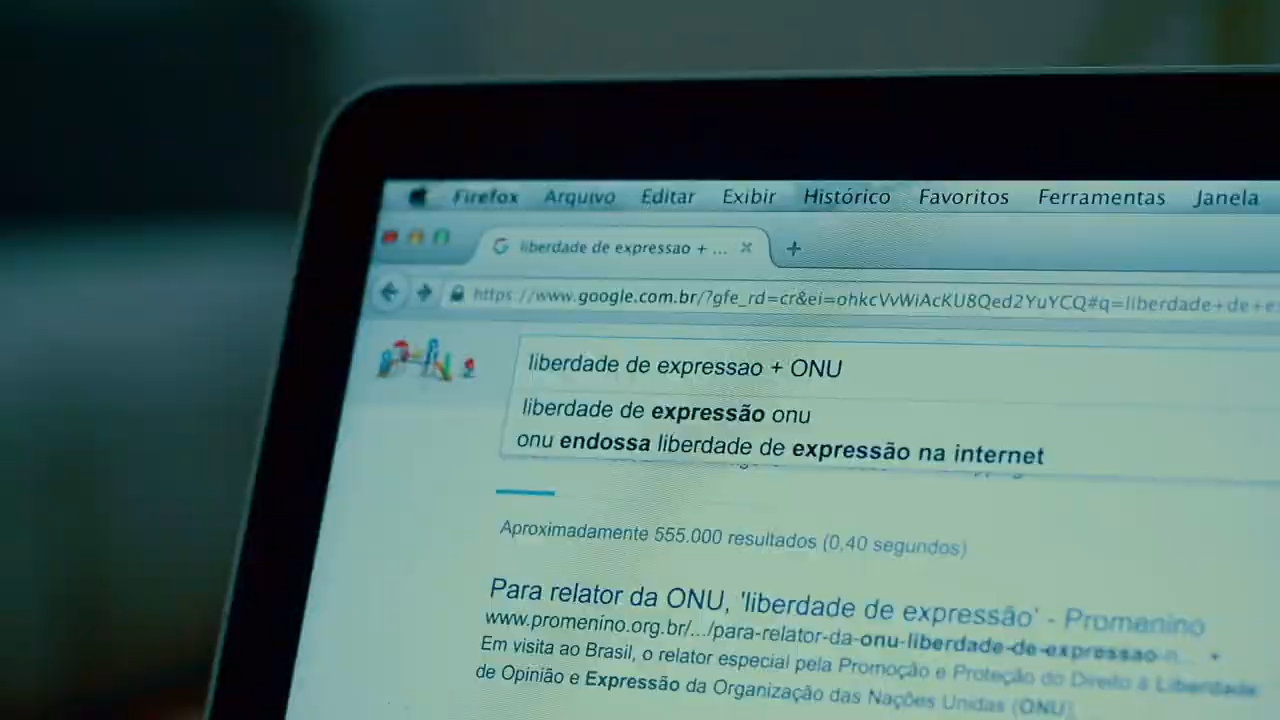 Firefox Arquivo Editar Exibir Histórico Favoritos Ferramentas Janela
liberdade de expressao + ...
https://www.google.com.br/?gfe_rd=cr&ei=ohkcVvWiAcKU8Qed2YuYCQ#q=liberdade+de+e
liberdade de expressao + ONU
liberdade de expressão onu
onu endossa liberdade de expressão na internet
Aproximadamente 555.000 resultados (0,40 segundos)
Para relator da ONU, 'liberdade de expressão' - Promenino
www.promenino.org.br/.../para-relator-da-onu-liberdade-de-expressao-n...
Em visita ao Brasil, o relator especial pela Promoção e Proteção do Direito à Liberdade
de Opinião e Expressão da Organização das Nações Unidas (ONU),